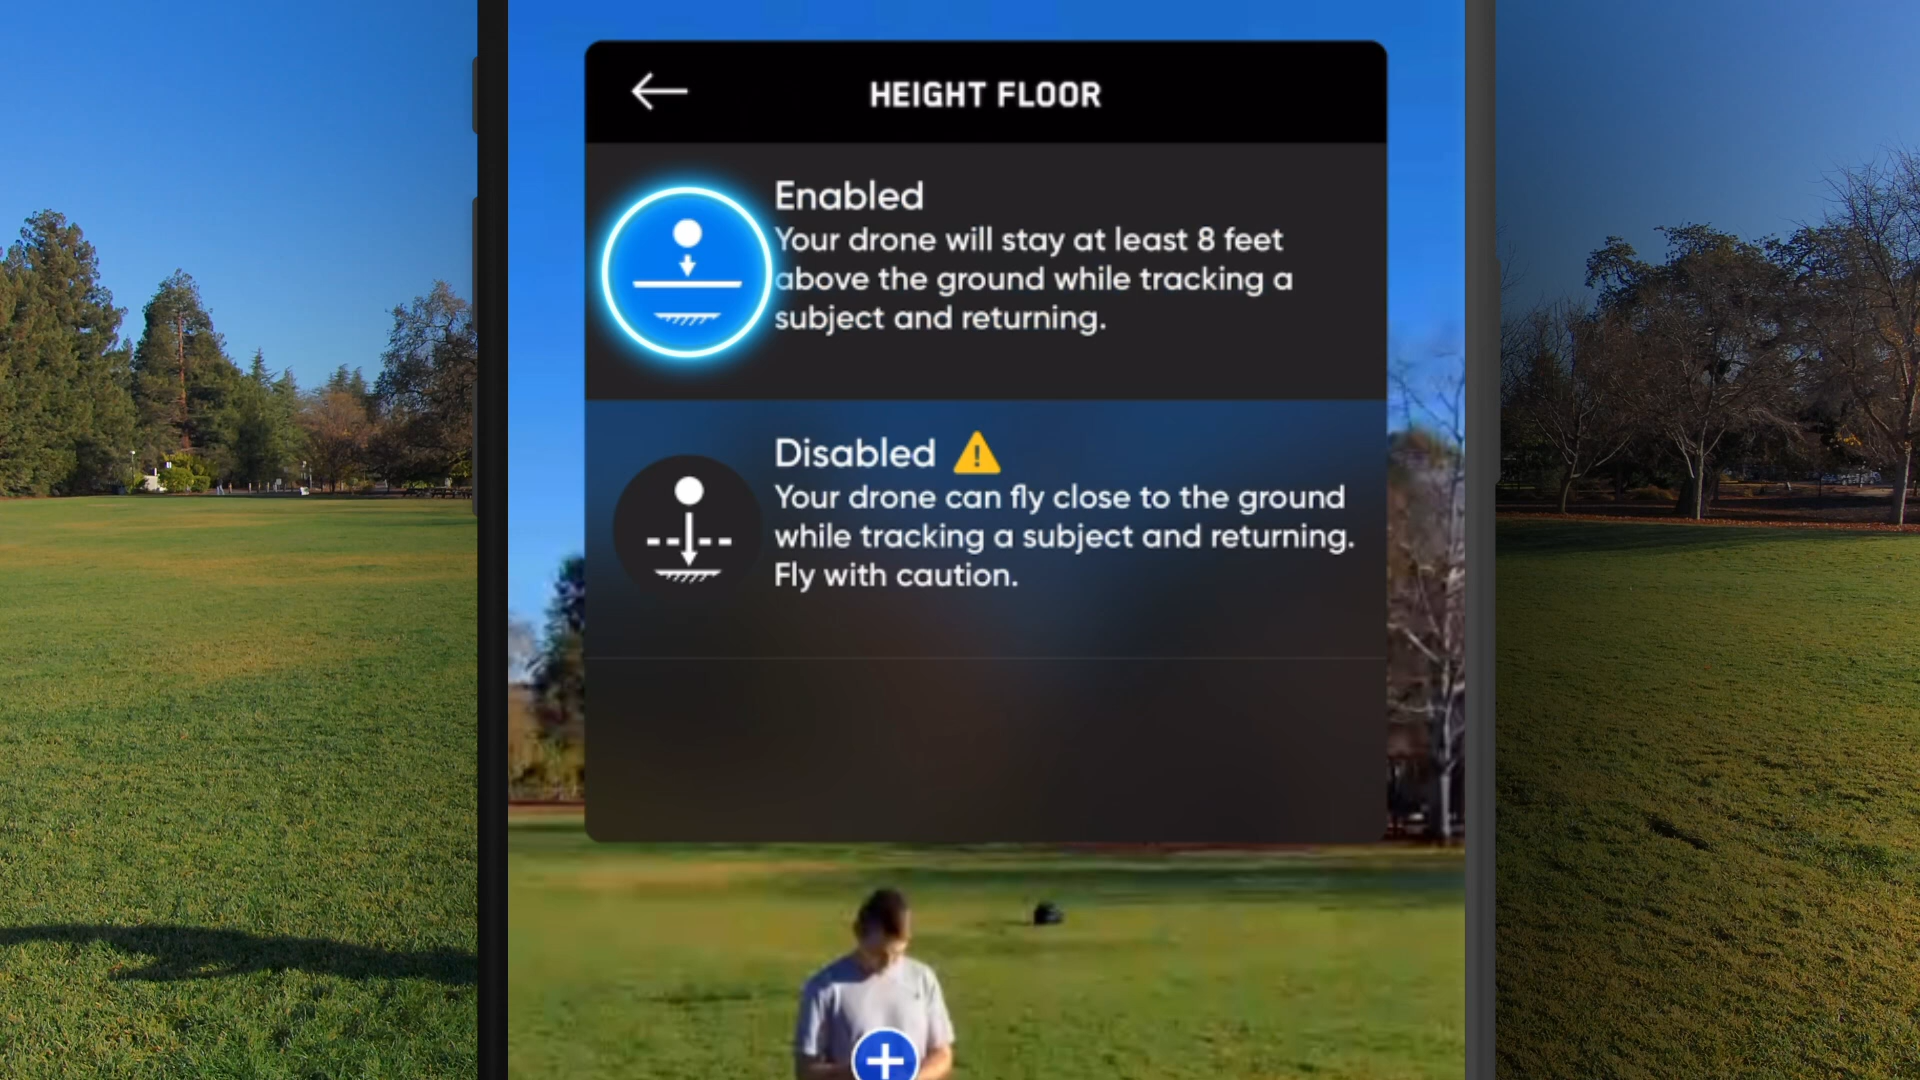 HEIGHT FLOOR
Enabled
Your drone will stay at least 8 feet
above the ground while tracking a
subject and returning.
Disabled
Your drone can fly close to the ground
while tracking a subject and returning.
Fly with caution.